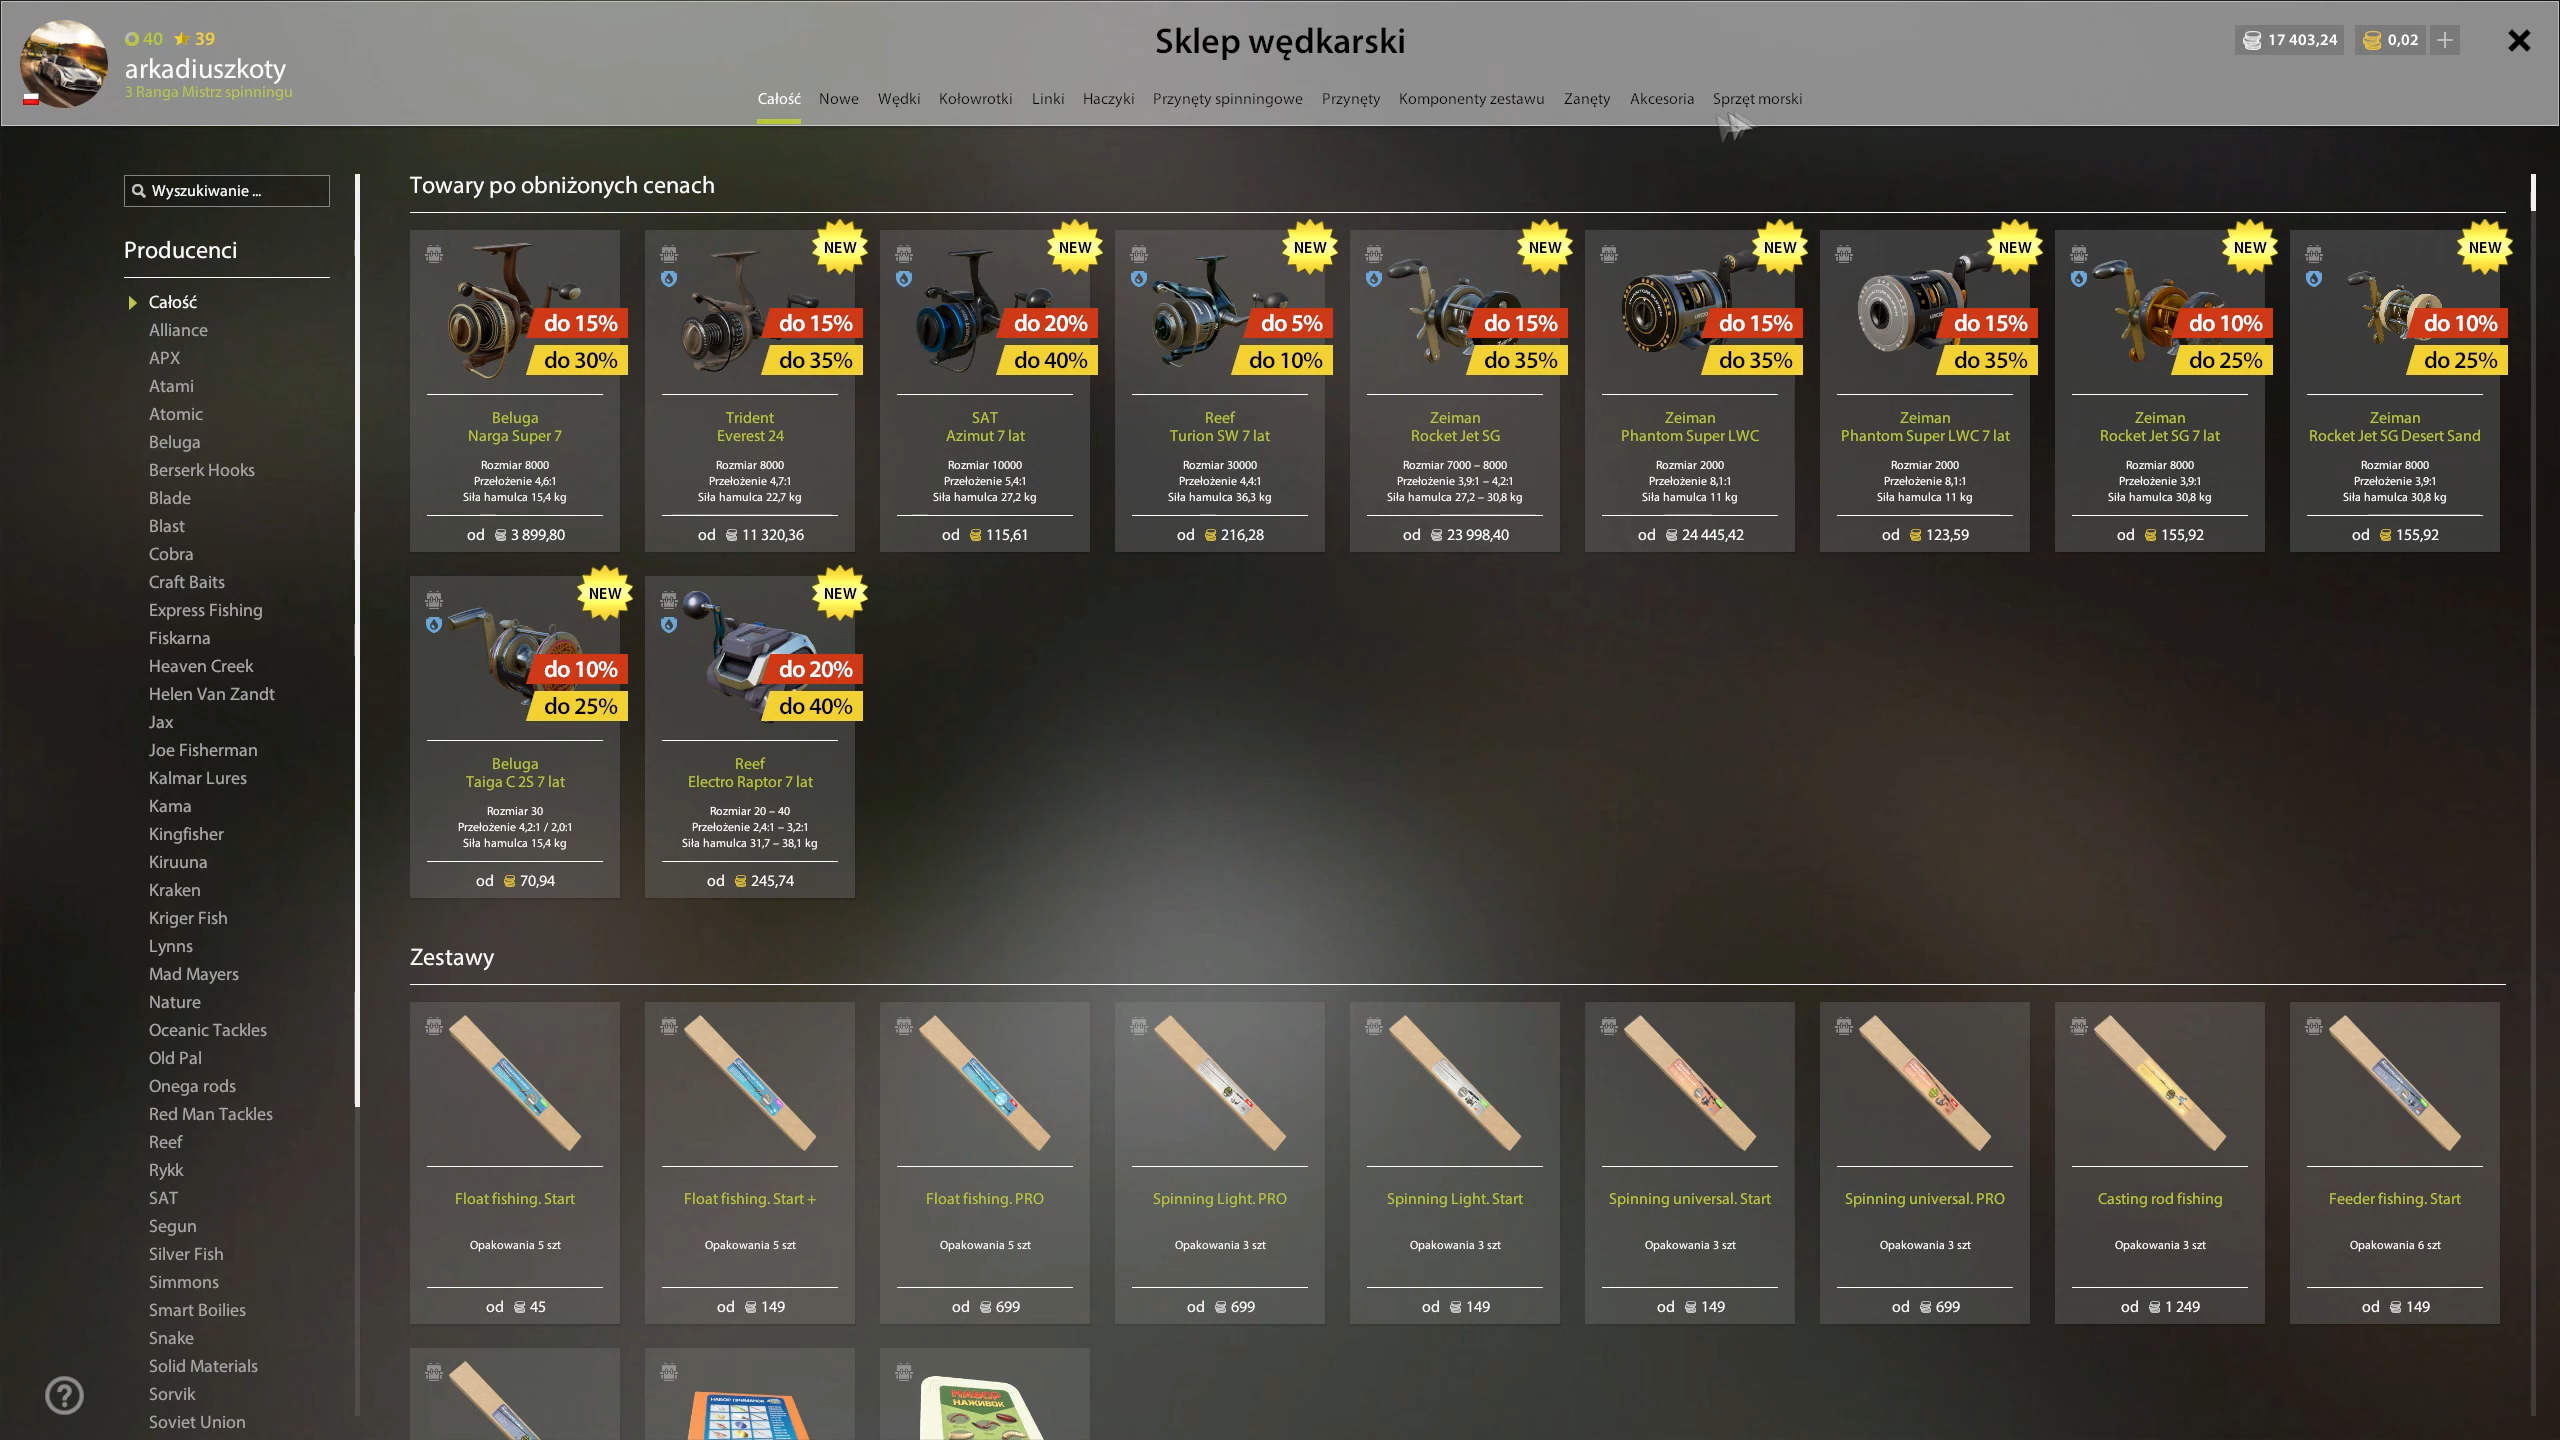 40 39
arkadiuszkoty
3 Ranga Mistrz spinningu
Sklep wędkarski
17 403,24 0,02
Całość Nowe Wędki Kołowrotki Linki Haczyki Przynęty spinningowe Przynęty Komponenty zestawu Zanęty Akcesoria Sprzęt morski
Wyszukiwanie ...
Producenci
Całość
Alliance
APX
Atami
Atomic
Beluga
Berserk Hooks
Blade
Blast
Cobra
Craft Baits
Express Fishing
Fiskarna
Heaven Creek
Helen Van Zandt
Jax
Joe Fisherman
Kalmar Lures
Kama
Kingfisher
Kiruuna
Kraken
Kriger Fish
Lynns
Mad Mayers
Nature
Oceanic Tackles
Old Pal
Onega rods
Red Man Tackles
Reef
Rykk
SAT
Segun
Silver Fish
Simmons
Smart Boilies
Snake
Solid Materials
Sorvik
Soviet Union
Towary po obniżonych cenach
do 15%
do 30%
Beluga
Narga Super 7
Rozmiar 8000
Przełożenie 4,6:1
Siła hamulca 15,4 kg
od 3 899,80
NEW
do 15%
do 35%
Trident
Everest 24
Rozmiar 8000
Przełożenie 4,7:1
Siła hamulca 22,7 kg
od 11 320,36
NEW
do 20%
do 40%
SAT
Azimut 7 lat
Rozmiar 10000
Przełożenie 5,4:1
Siła hamulca 27,2 kg
od 115,61
NEW
do 5%
do 10%
Reef
Turion SW 7 lat
Rozmiar 30000
Przełożenie 4,4:1
Siła hamulca 36,3 kg
od 216,28
NEW
do 15%
do 35%
Zeiman
Rocket Jet SG
Rozmiar 7000 – 8000
Przełożenie 3,9:1 – 4,2:1
Siła hamulca 27,2 – 30,8 kg
od 23 998,40
NEW
do 15%
do 35%
Zeiman
Phantom Super LWC
Rozmiar 2000
Przełożenie 8,1:1
Siła hamulca 11 kg
od 24 445,42
NEW
do 15%
do 35%
Zeiman
Phantom Super LWC 7 lat
Rozmiar 2000
Przełożenie 8,1:1
Siła hamulca 11 kg
od 123,59
NEW
do 10%
do 25%
Zeiman
Rocket Jet SG 7 lat
Rozmiar 8000
Przełożenie 3,9:1
Siła hamulca 30,8 kg
od 155,92
NEW
do 10%
do 25%
Zeiman
Rocket Jet SG Desert Sand
Rozmiar 8000
Przełożenie 3,9:1
Siła hamulca 30,8 kg
od 155,92
NEW
do 10%
do 25%
Beluga
Taiga C 2S 7 lat
Rozmiar 30
Przełożenie 4,2:1 / 2,0:1
Siła hamulca 15,4 kg
od 70,94
NEW
do 20%
do 40%
Reef
Electro Raptor 7 lat
Rozmiar 20 – 40
Przełożenie 2,4:1 – 3,2:1
Siła hamulca 31,7 – 38,1 kg
od 245,74
Zestawy
Float fishing. Start
Opakowania 5 szt
od 45
Float fishing. Start +
Opakowania 5 szt
od 149
Float fishing. PRO
Opakowania 5 szt
od 699
Spinning Light. PRO
Opakowania 3 szt
od 699
Spinning Light. Start
Opakowania 3 szt
od 149
Spinning universal. Start
Opakowania 3 szt
od 149
Spinning universal. PRO
Opakowania 3 szt
od 699
Casting rod fishing
Opakowania 3 szt
od 1 249
Feeder fishing. Start
Opakowania 6 szt
od 149
НАБОР ПРИМАНОК
НАБОР
НАЖИВОК